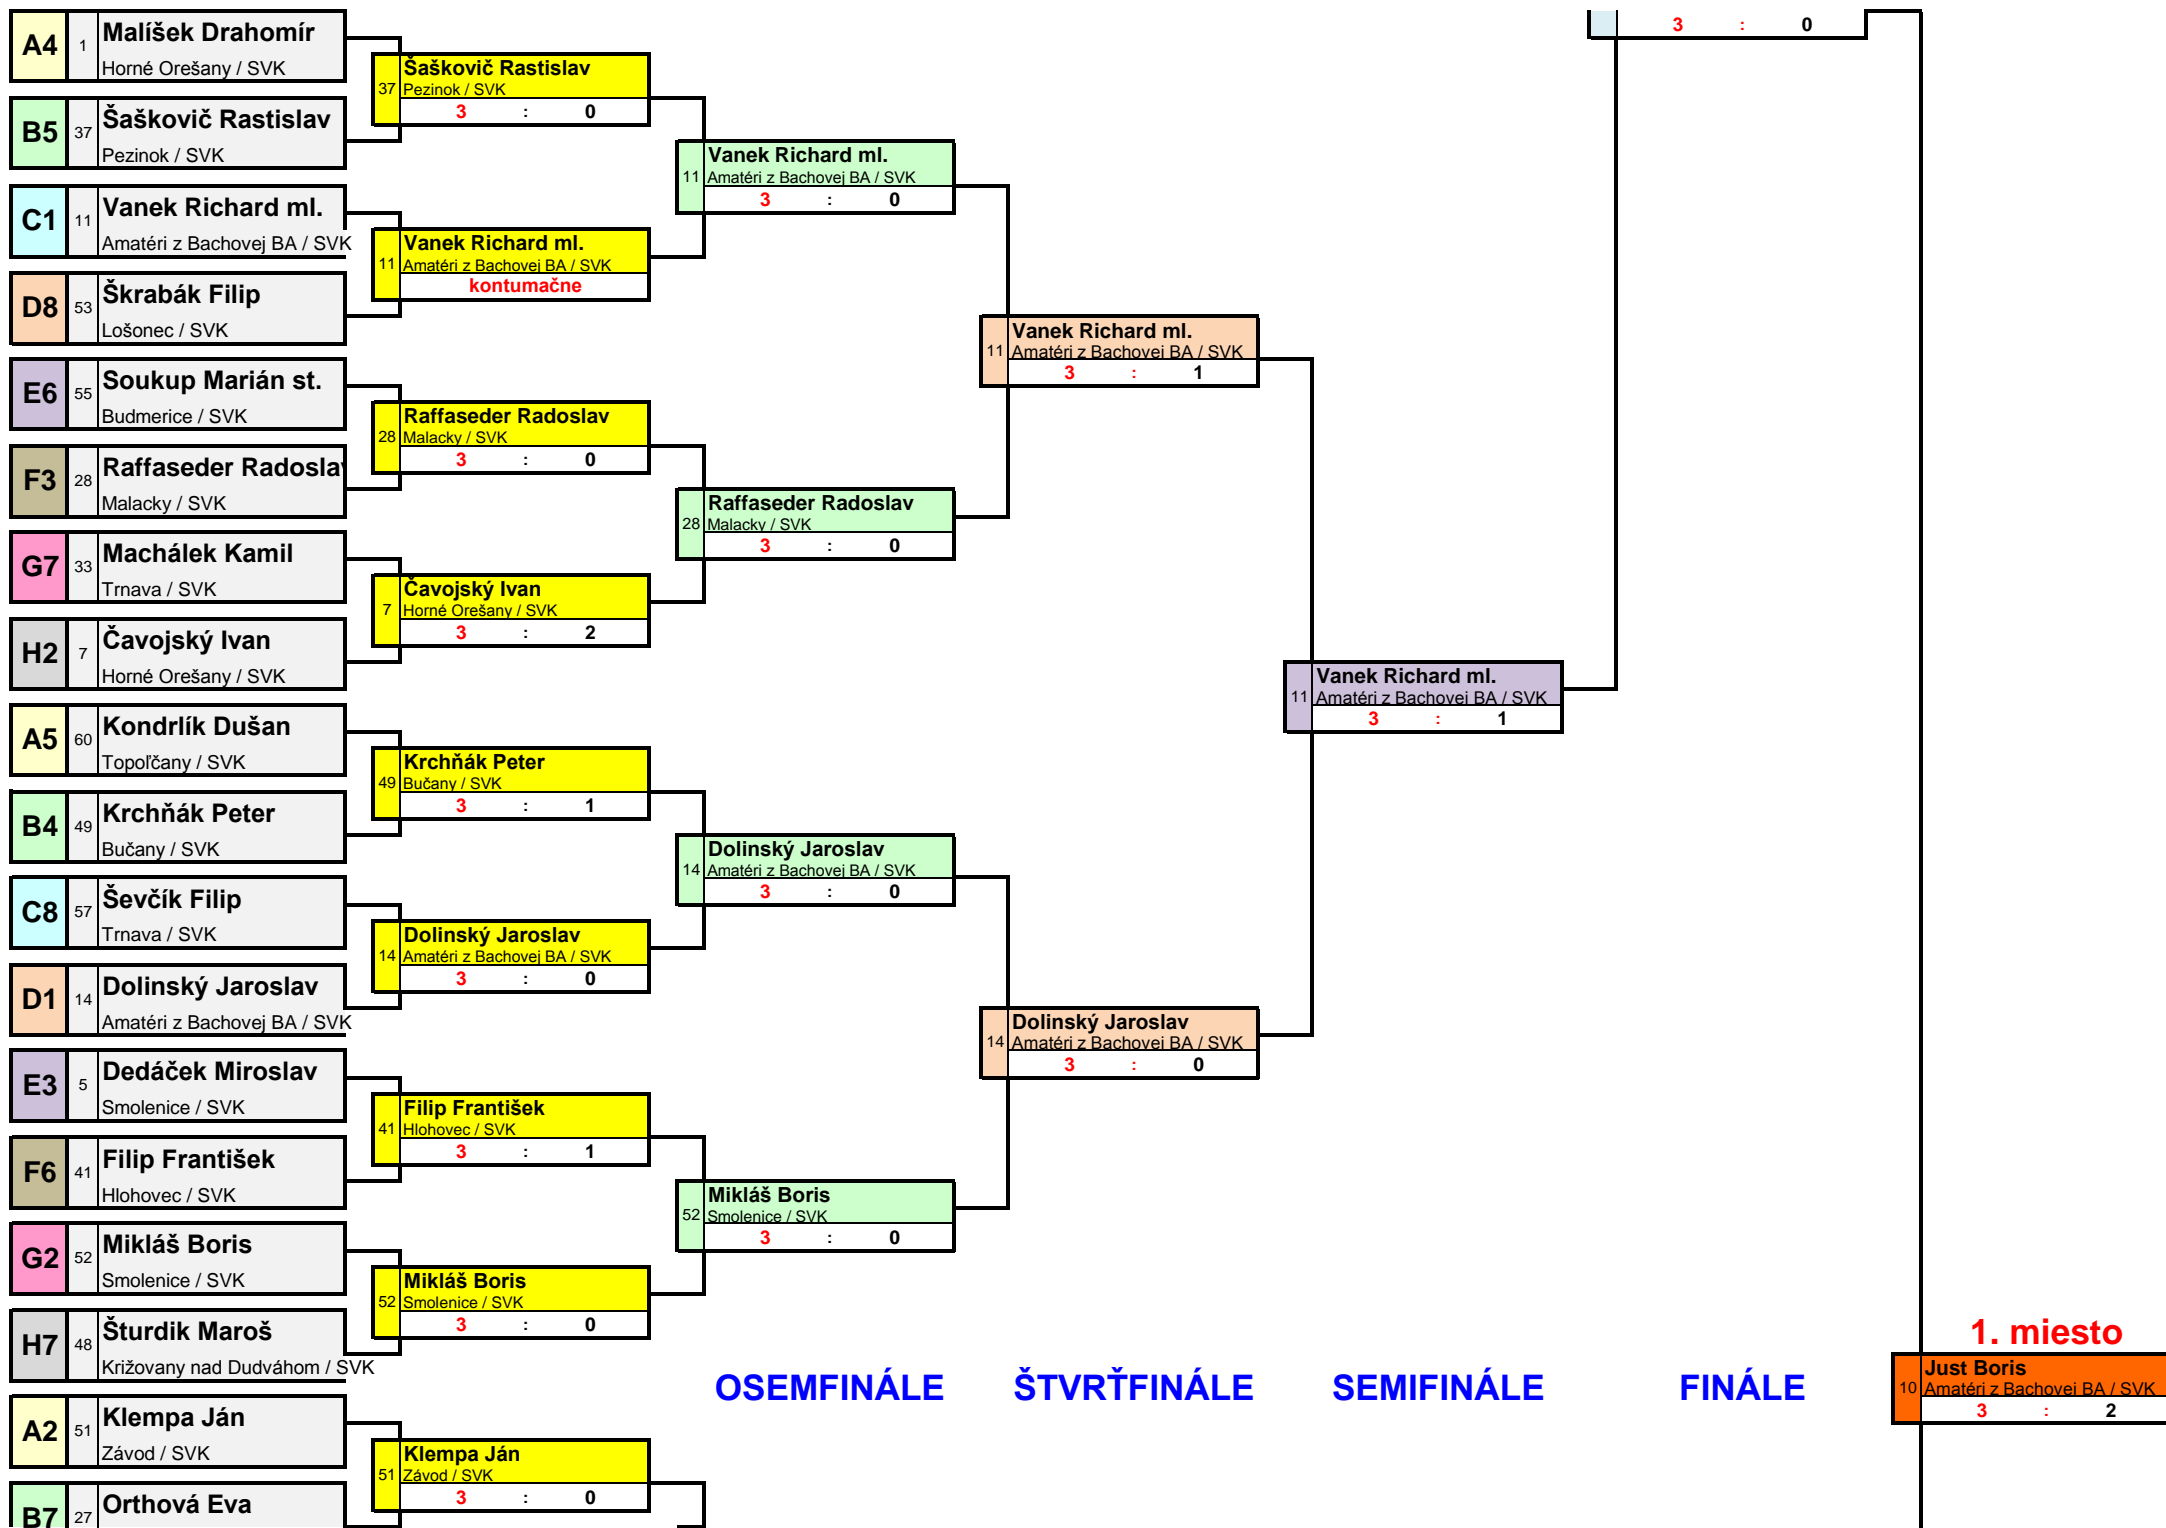 A4 1 Malíšek Drahomír
Horné Orešany / SVK
B5 37 Šaškovič Rastislav
Pezinok / SVK
C1 11 Vanek Richard ml.
Amatéri z Bachovej BA / SVK
D8 53 Škrabák Filip
Lošonec / SVK
E6 55 Soukup Marián st.
Budmerice / SVK
F3 28 Raffaseder Radoslav
Malacky / SVK
G7 33 Machálek Kamil
Trnava / SVK
H2 7 Čavojský Ivan
Horné Orešany / SVK
A5 60 Kondrlík Dušan
Topoľčany / SVK
B4 49 Krchňák Peter
Bučany / SVK
C8 57 Ševčík Filip
Trnava / SVK
D1 14 Dolinský Jaroslav
Amatéri z Bachovej BA / SVK
E3 5 Dedáček Miroslav
Smolenice / SVK
F6 41 Filip František
Hlohovec / SVK
G2 52 Mikláš Boris
Smolenice / SVK
H7 48 Šturdik Maroš
Križovany nad Dudváhom / SVK
A2 51 Klempa Ján
Závod / SVK
B7 27 Orthová Eva
37 Šaškovič Rastislav
Pezinok / SVK
3 : 0
11 Vanek Richard ml.
Amatéri z Bachovej BA / SVK
kontumačne
28 Raffaseder Radoslav
Malacky / SVK
3 : 0
7 Čavojský Ivan
Horné Orešany / SVK
3 : 2
49 Krchňák Peter
Bučany / SVK
3 : 1
14 Dolinský Jaroslav
Amatéri z Bachovej BA / SVK
3 : 0
41 Filip František
Hlohovec / SVK
3 : 1
52 Mikláš Boris
Smolenice / SVK
3 : 0
51 Klempa Ján
Závod / SVK
3 : 0
11 Vanek Richard ml.
Amatéri z Bachovej BA / SVK
3 : 0
28 Raffaseder Radoslav
Malacky / SVK
3 : 0
14 Dolinský Jaroslav
Amatéri z Bachovej BA / SVK
3 : 0
52 Mikláš Boris
Smolenice / SVK
3 : 0
OSEMFINÁLE
11 Vanek Richard ml.
Amatéri z Bachovej BA / SVK
3 : 1
14 Dolinský Jaroslav
Amatéri z Bachovej BA / SVK
3 : 0
ŠTVRŤFINÁLE
11 Vanek Richard ml.
Amatéri z Bachovej BA / SVK
3 : 1
SEMIFINÁLE
3 : 0
FINÁLE
1. miesto
10 Just Boris
Amatéri z Bachovej BA / SVK
3 : 2